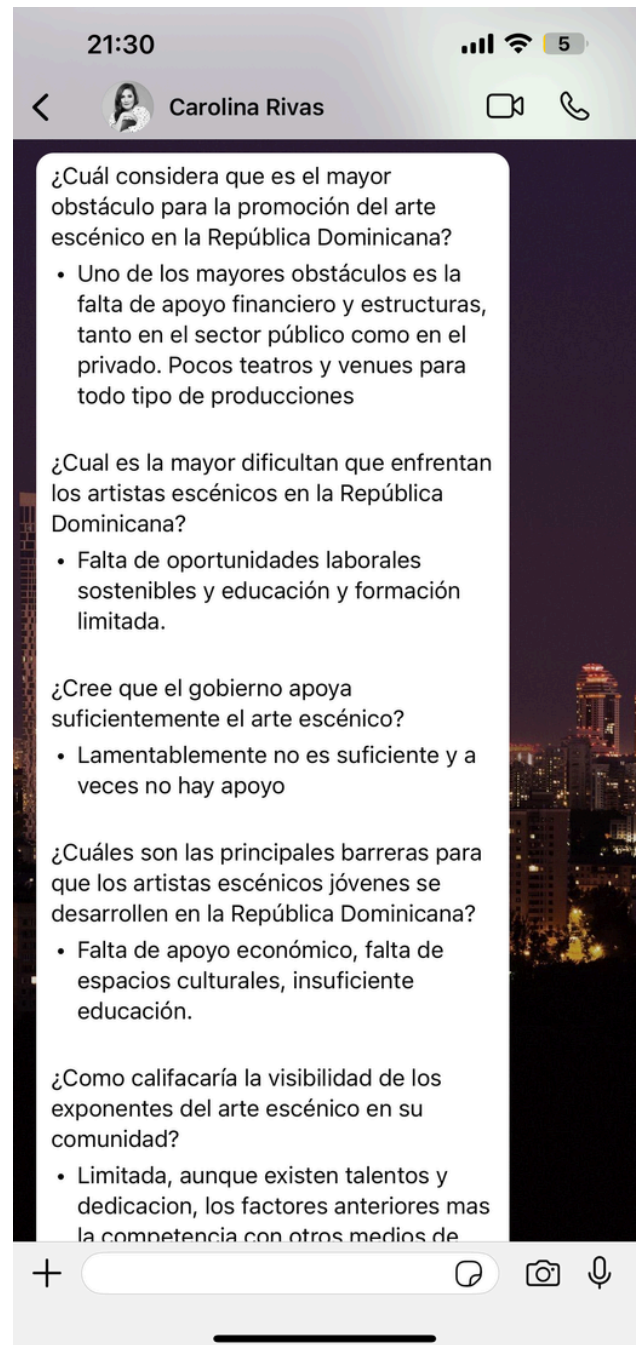 21:30
5
Carolina Rivas
¿Cuál considera que es el mayor
obstáculo para la promoción del arte
escénico en la República Dominicana?
• Uno de los mayores obstáculos es la
falta de apoyo financiero y estructuras,
tanto en el sector público como en el
privado. Pocos teatros y venues para
todo tipo de producciones
¿Cual es la mayor dificultan que enfrentan
los artistas escénicos en la República
Dominicana?
• Falta de oportunidades laborales
sostenibles y educación y formación
limitada.
¿Cree que el gobierno apoya
suficientemente el arte escénico?
• Lamentablemente no es suficiente y a
veces no hay apoyo
¿Cuáles son las principales barreras para
que los artistas escénicos jóvenes se
desarrollen en la República Dominicana?
• Falta de apoyo económico, falta de
espacios culturales, insuficiente
educación.
¿Como califacaría la visibilidad de los
exponentes del arte escénico en su
comunidad?
• Limitada, aunque existen talentos y
dedicacion, los factores anteriores mas
la competencia con otros medios de